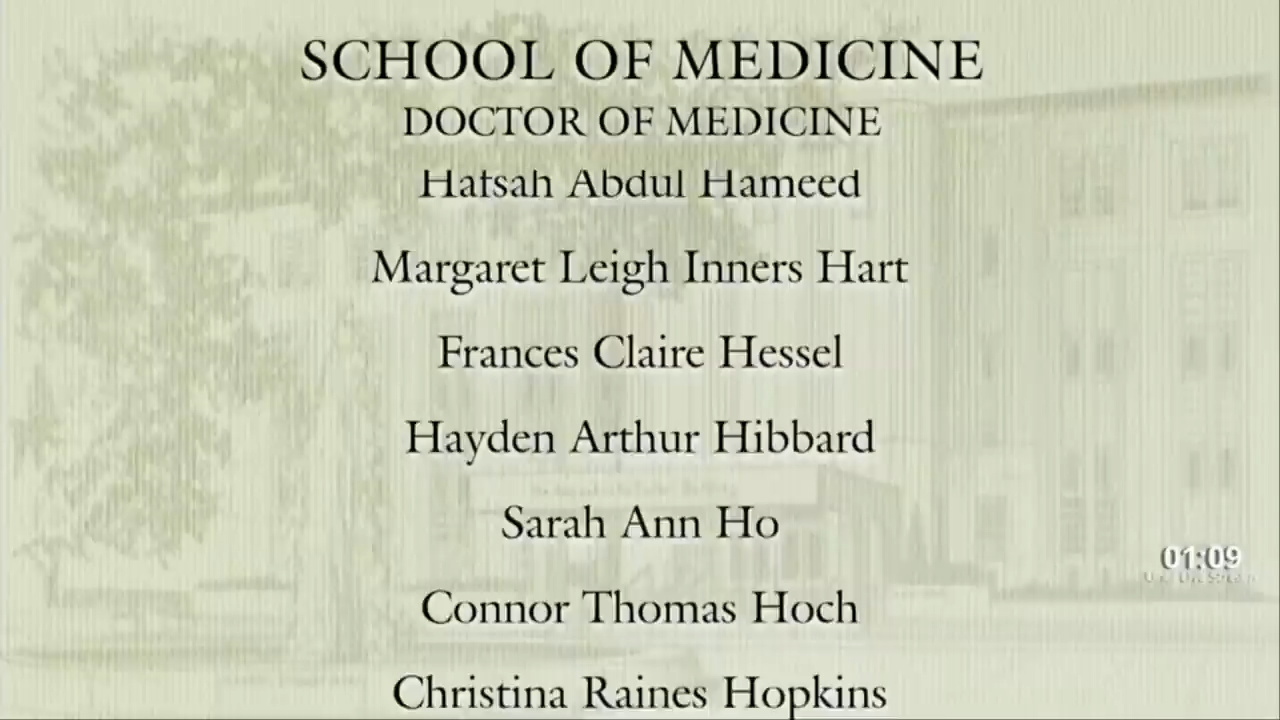 SCHOOL OF MEDICINE
DOCTOR OF MEDICINE
Abdul Hameed
Margaret Leigh Inners Hart
Frances Claire Hessel
Hayden Arthur Hibbard
Sarah Ann Ho
Connor Thomas Hoch
Christina Raines Hopkins
01:09